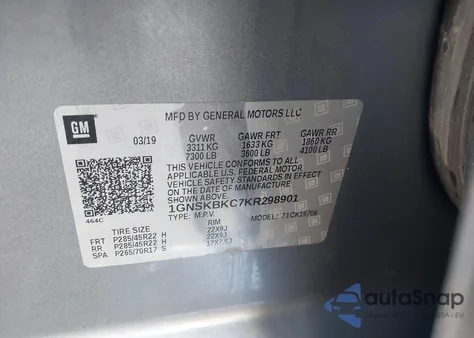 MFD BY GENERAL MOTORS LLC
GM
03/19 GVWR GAWR FRT GAWR RR
3311 KG 1633 KG 1860 KG
7300 LB 3600 LB 4100 LB
THIS VEHICLE CONFORMS TO ALL
APPLICABLE U.S. FEDERAL MOTOR
VEHICLE SAFETY STANDARDS IN EFFECT
ON THE DATE OF MANUFACTURE
SHOWN ABOVE.
464C
1GNSKBKC7KR298901
TYPE: M.P.V. MODEL: 71CK15706
TIRE SIZE RIM
FRT P285/45R22 H 22X9J
RR P285/45R22 H 22X9J
SPA P265/70R17 S 17X7.5J
autoSnap